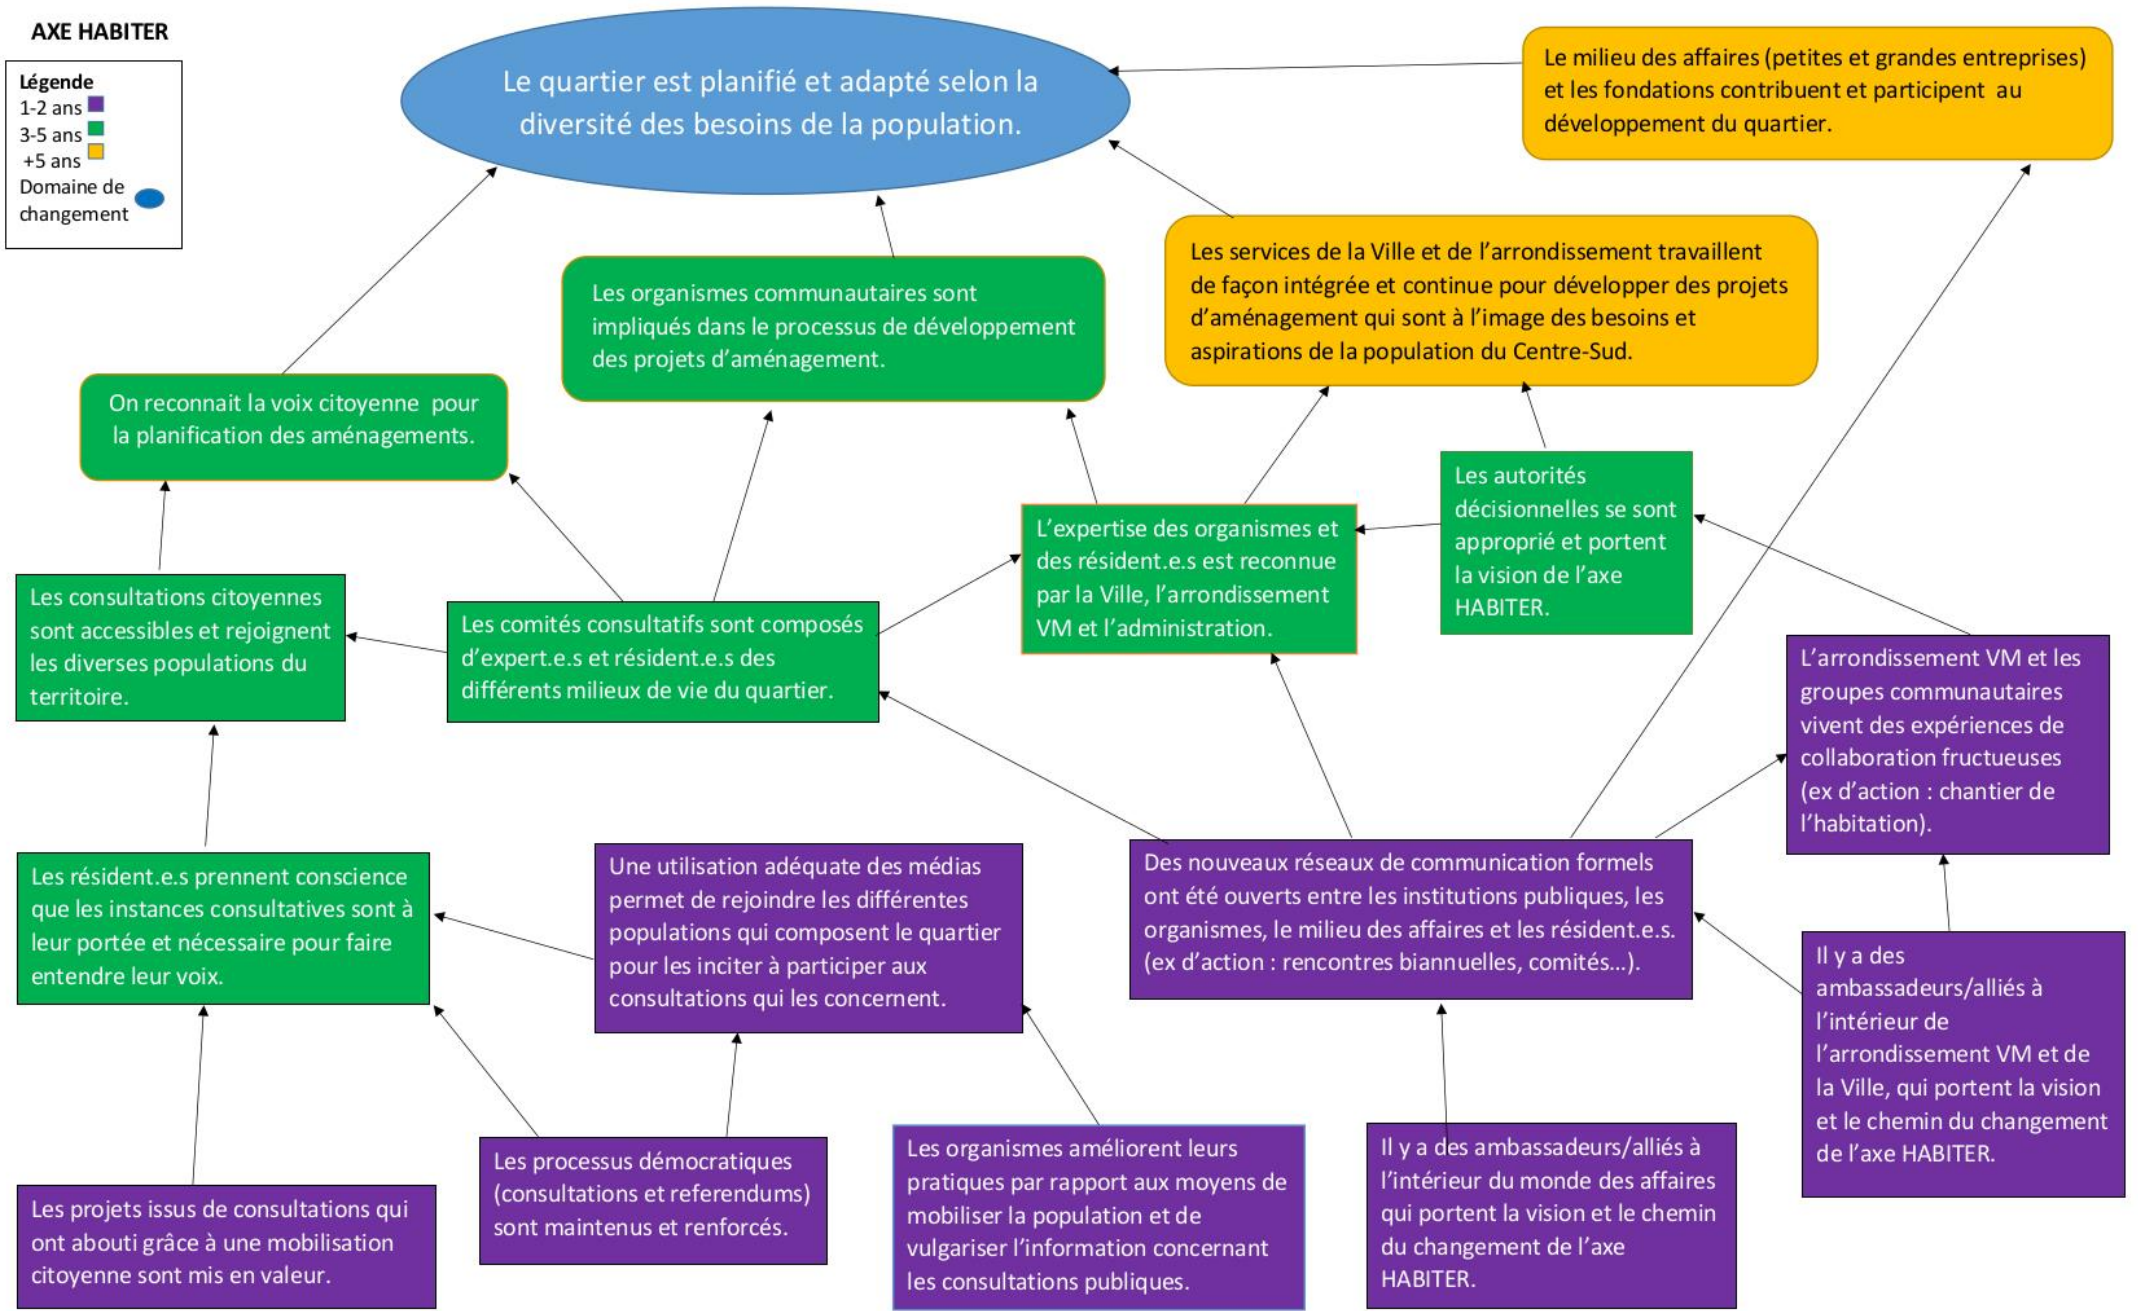 AXE HABITER
Légende
1-2 ans
3-5 ans
+5 ans
Domaine de
changement
Le quartier est planifié et adapté selon la
diversité des besoins de la population.
Le milieu des affaires (petites et grandes entreprises)
et les fondations contribuent et participent au
développement du quartier.
Les services de la Ville et de l’arrondissement travaillent
de façon intégrée et continue pour développer des projets
d’aménagement qui sont à l’image des besoins et
aspirations de la population du Centre-Sud.
Les organismes communautaires sont
impliqués dans le processus de développement
des projets d’aménagement.
On reconnait la voix citoyenne pour
la planification des aménagements.
Les autorités
décisionnelles se sont
approprié et portent
la vision de l’axe
HABITER.
L’expertise des organismes et
des résident.e.s est reconnue
par la Ville, l’arrondissement
VM et l’administration.
Les consultations citoyennes
sont accessibles et rejoignent
les diverses populations du
territoire.
Les comités consultatifs sont composés
d’expert.e.s et résident.e.s des
différents milieux de vie du quartier.
L’arrondissement VM et les
groupes communautaires
vivent des expériences de
collaboration fructueuses
(ex d’action : chantier de
l’habitation).
Les résident.e.s prennent conscience
que les instances consultatives sont à
leur portée et nécessaire pour faire
entendre leur voix.
Une utilisation adéquate des médias
permet de rejoindre les différentes
populations qui composent le quartier
pour les inciter à participer aux
consultations qui les concernent.
Des nouveaux réseaux de communication formels
ont été ouverts entre les institutions publiques, les
organismes, le milieu des affaires et les résident.e.s.
(ex d’action : rencontres biannuelles, comités…).
Il y a des
ambassadeurs/alliés à
l’intérieur de
l’arrondissement VM et de
la Ville, qui portent la vision
et le chemin du changement
de l’axe HABITER.
Les projets issus de consultations qui
ont abouti grâce à une mobilisation
citoyenne sont mis en valeur.
Les processus démocratiques
(consultations et referendums)
sont maintenus et renforcés.
Les organismes améliorent leurs
pratiques par rapport aux moyens de
mobiliser la population et de
vulgariser l’information concernant
les consultations publiques.
Il y a des ambassadeurs/alliés à
l’intérieur du monde des affaires
qui portent la vision et le chemin
du changement de l’axe
HABITER.